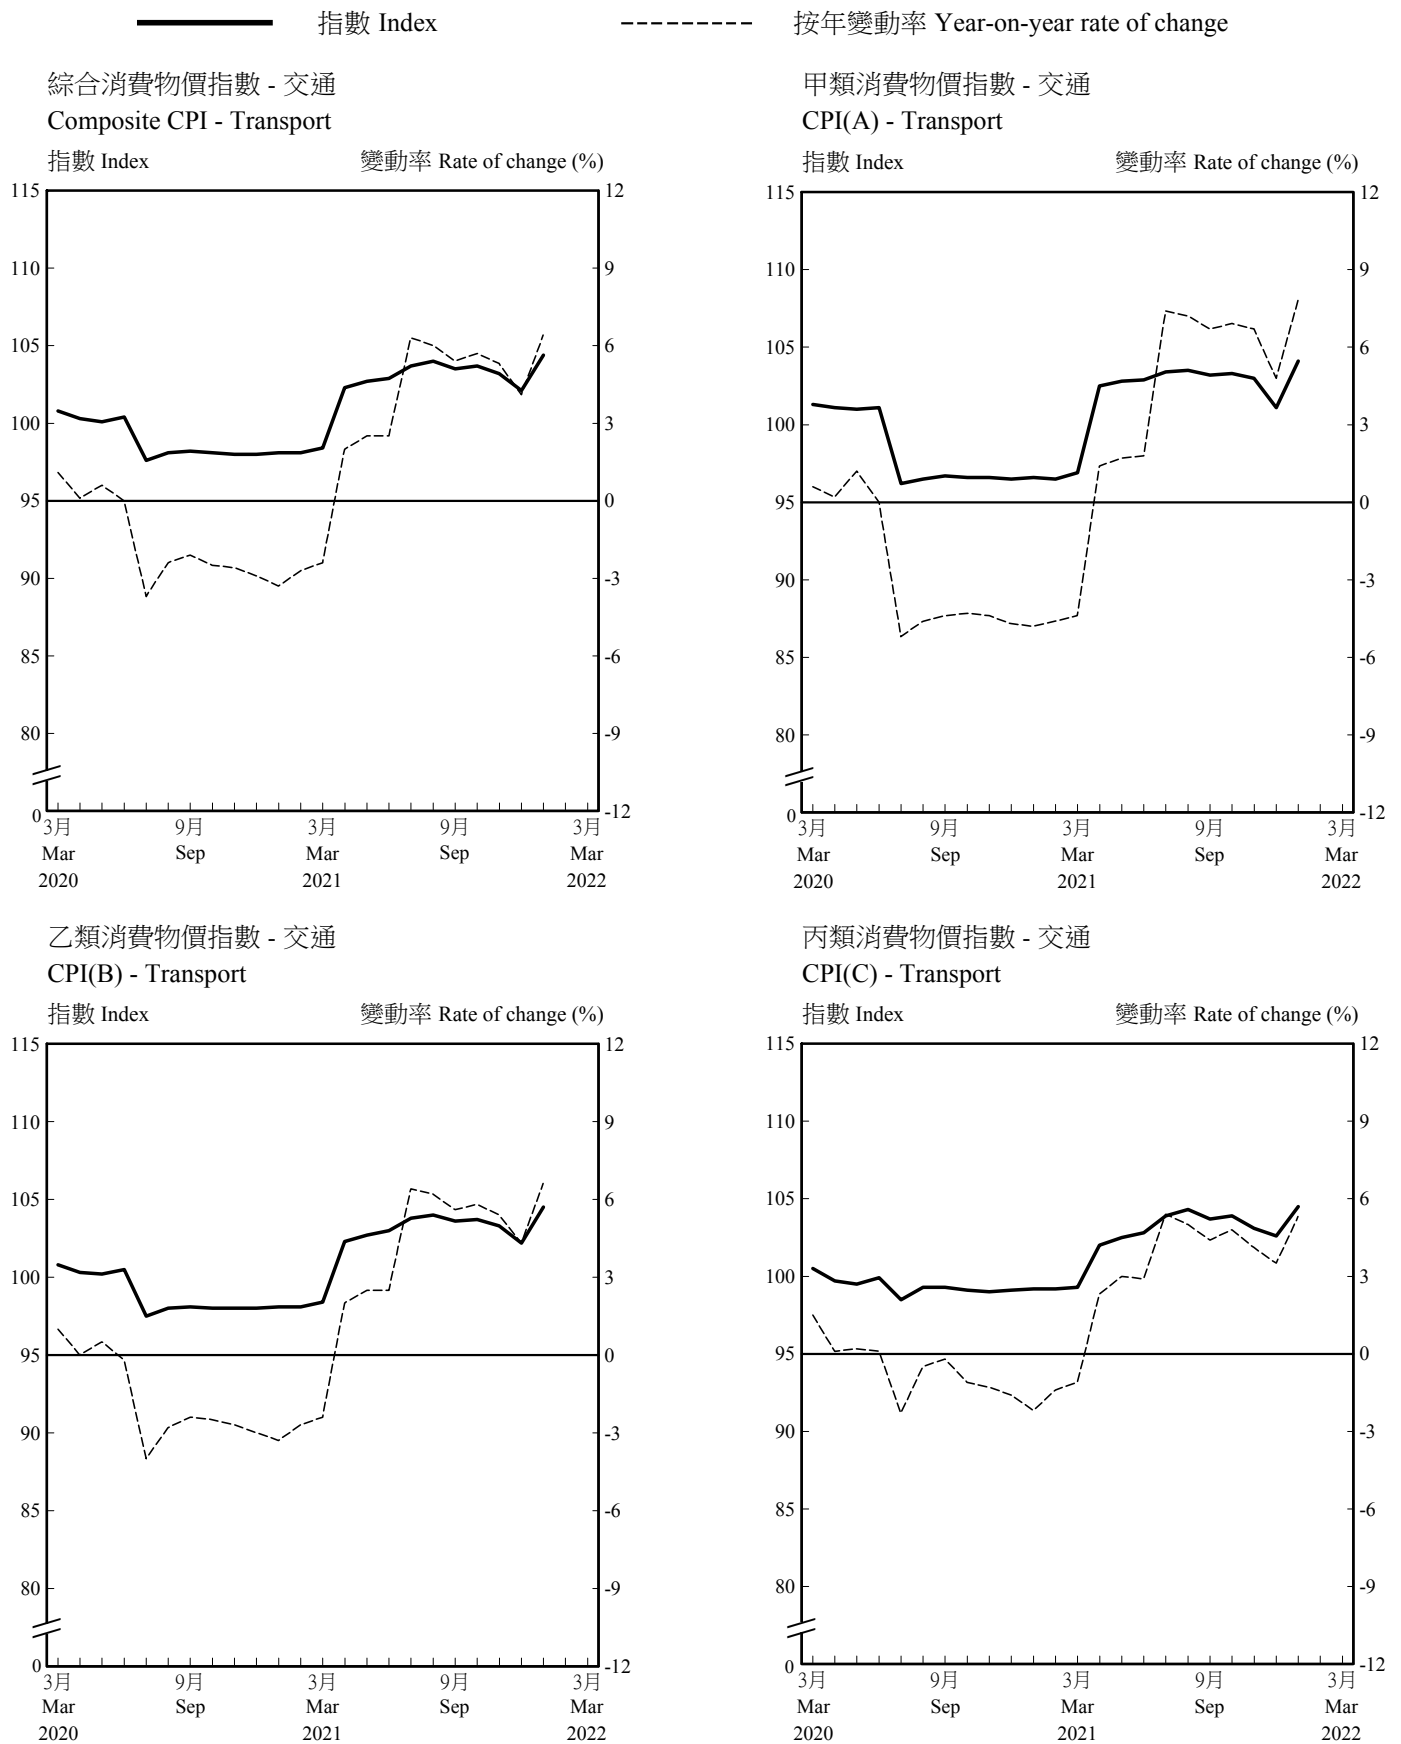 指數 Index
按年變動率 Year-on-year rate of change
綜合消費物價指數 - 交通
Composite CPI - Transport
指數 Index 變動率 Rate of change (%)
115 12
110 9
105 6
100 3
95 0
90 -3
85 -6
80 -9
0 -12
3月 9月 3月 9月 3月
Mar Sep Mar Sep Mar
2020 2021 2022
甲類消費物價指數 - 交通
CPI(A) - Transport
指數 Index 變動率 Rate of change (%)
115 12
110 9
105 6
100 3
95 0
90 -3
85 -6
80 -9
0 -12
3月 9月 3月 9月 3月
Mar Sep Mar Sep Mar
2020 2021 2022
乙類消費物價指數 - 交通
CPI(B) - Transport
指數 Index 變動率 Rate of change (%)
115 12
110 9
105 6
100 3
95 0
90 -3
85 -6
80 -9
0 -12
3月 9月 3月 9月 3月
Mar Sep Mar Sep Mar
2020 2021 2022
丙類消費物價指數 - 交通
CPI(C) - Transport
指數 Index 變動率 Rate of change (%)
115 12
110 9
105 6
100 3
95 0
90 -3
85 -6
80 -9
0 -12
3月 9月 3月 9月 3月
Mar Sep Mar Sep Mar
2020 2021 2022